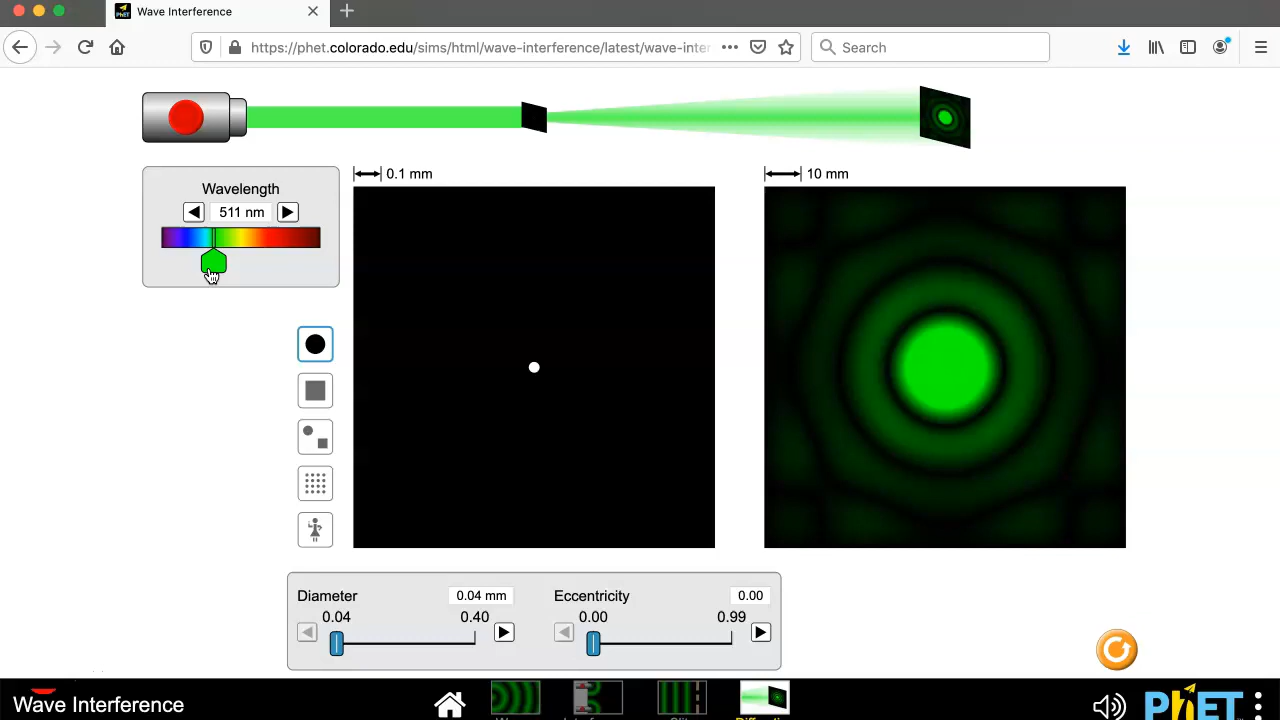 Wave Interference
https://phet.colorado.edu/sims/html/wave-interference/latest/wave-inter
Search
0.1 mm
10 mm
Wavelength
511 nm
Diameter
0.04 mm
Eccentricity
0.00
0.04
0.40
0.00
0.99
Wave Interference
PhET